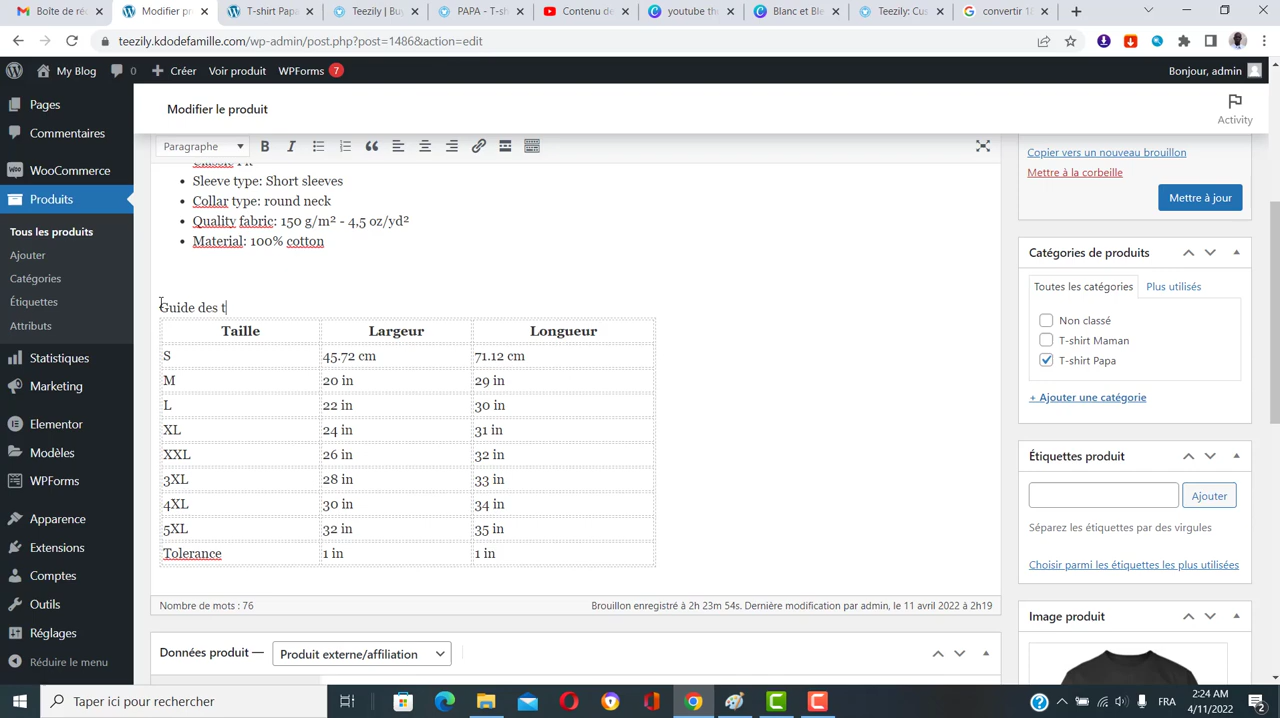 Boîte de réc
Modifier pro
T-shirt Papa
Teezily | Buy
PAPA - T-sh
Contenu de
youtube thu
Blanc et Ble
Teezily: Cus
convertir 18
teezily.kdodefamille.com/wp-admin/post.php?post=1486&action=edit
My Blog
0
Créer
Voir produit
WPForms
7
Bonjour, admin
Pages
Commentaires
WooCommerce
Produits
Tous les produits
Ajouter
Catégories
Étiquettes
Attributs
Statistiques
Marketing
Elementor
Modèles
WPForms
Apparence
Extensions
Comptes
Outils
Réglages
Réduire le menu
Modifier le produit
Activity
Paragraphe
Classic Fit
Sleeve type: Short sleeves
Collar type: round neck
Quality fabric: 150 g/m² - 4,5 oz/yd²
Material: 100% cotton
Guide des t
Taille Largeur Longueur
S 45.72 cm 71.12 cm
M 20 in 29 in
L 22 in 30 in
XL 24 in 31 in
XXL 26 in 32 in
3XL 28 in 33 in
4XL 30 in 34 in
5XL 32 in 35 in
Tolerance 1 in 1 in
Nombre de mots : 76
Brouillon enregistré à 2h 23m 54s. Dernière modification par admin, le 11 avril 2022 à 2h19
Données produit —
Produit externe/affiliation
Copier vers un nouveau brouillon
Mettre à la corbeille
Mettre à jour
Catégories de produits
Toutes les catégories
Plus utilisés
Non classé
T-shirt Maman
T-shirt Papa
+ Ajouter une catégorie
Étiquettes produit
Ajouter
Séparez les étiquettes par des virgules
Choisir parmi les étiquettes les plus utilisées
Image produit
Taper ici pour rechercher
FRA
2:24 AM
4/11/2022
2